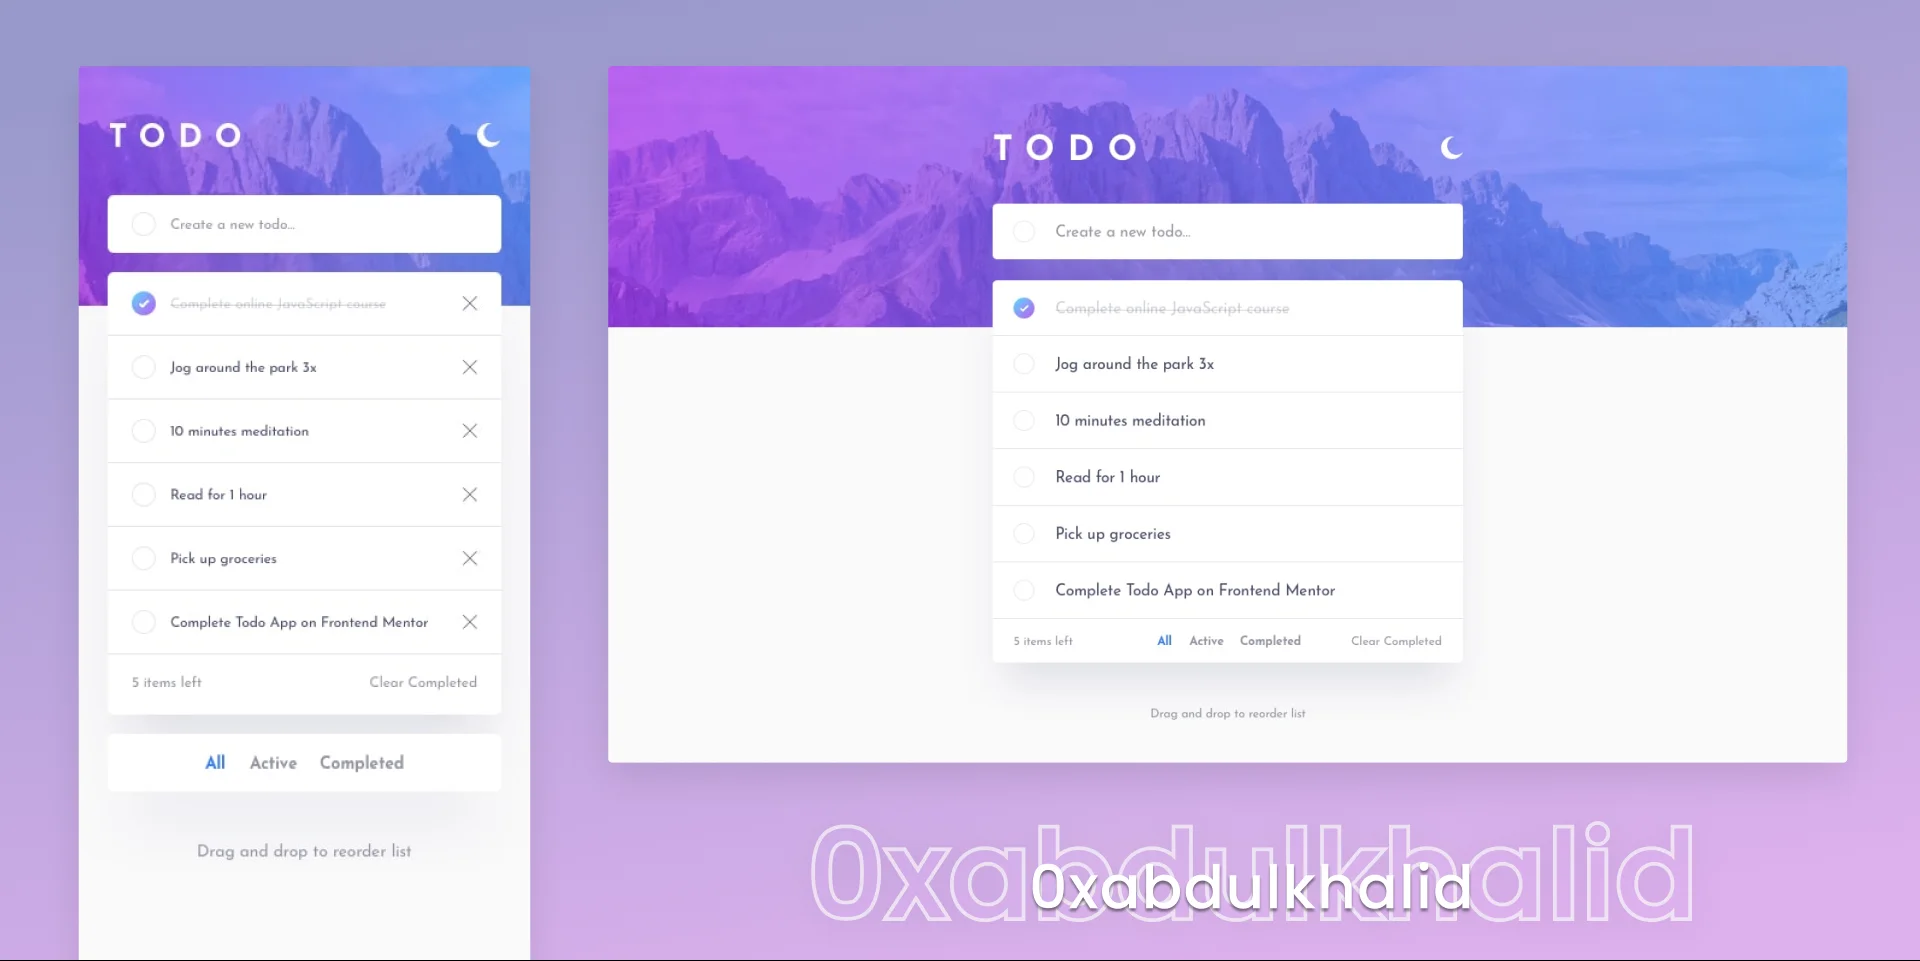 TODO
Create a new todo...
Complete online JavaScript course
Jog around the park 3x
10 minutes meditation
Read for 1 hour
Pick up groceries
Complete Todo App on Frontend Mentor
5 items left Clear Completed
All Active Completed
Drag and drop to reorder list
TODO
Create a new todo...
Complete online JavaScript course
Jog around the park 3x
10 minutes meditation
Read for 1 hour
Pick up groceries
Complete Todo App on Frontend Mentor
5 items left All Active Completed Clear Completed
Drag and drop to reorder list
0xabdulkhalid
0xabdulkhalid